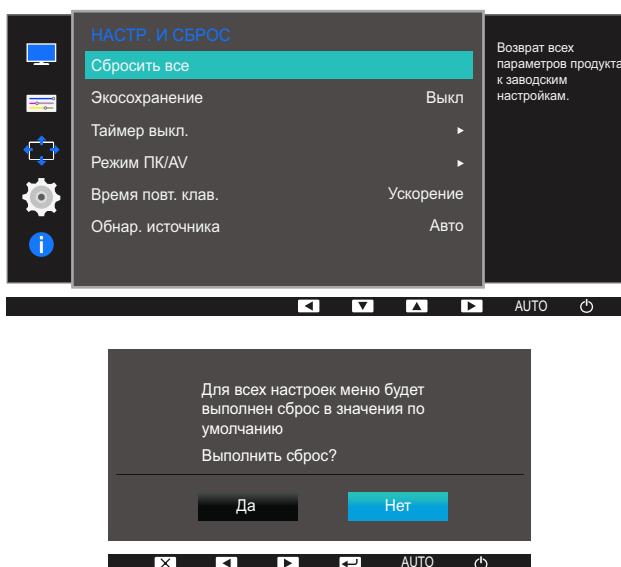 НАСТР. И СБРОС
Сбросить все
Экосохранение Выкл
Таймер выкл.
Режим ПК/AV
Время повт. клав. Ускорение
Обнар. источника Авто
Возврат всех
параметров продукта
к заводским
настройкам.
AUTO
Для всех настроек меню будет
выполнен сброс в значения по
умолчанию
Выполнить сброс?
Да Нет
AUTO